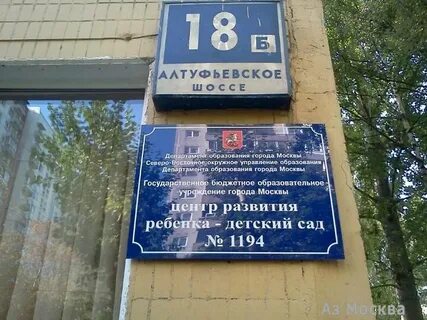 18 Б
АЛТУФЬЕВСКОЕ
ШОССЕ
Департамент образования города Москвы
Северо-Восточное окружное управление образования
Департамента образования города Москвы
Государственное бюджетное образовательное
учреждение города Москвы
центр развития
ребенка - детский сад
№ 1194
Аз Москва